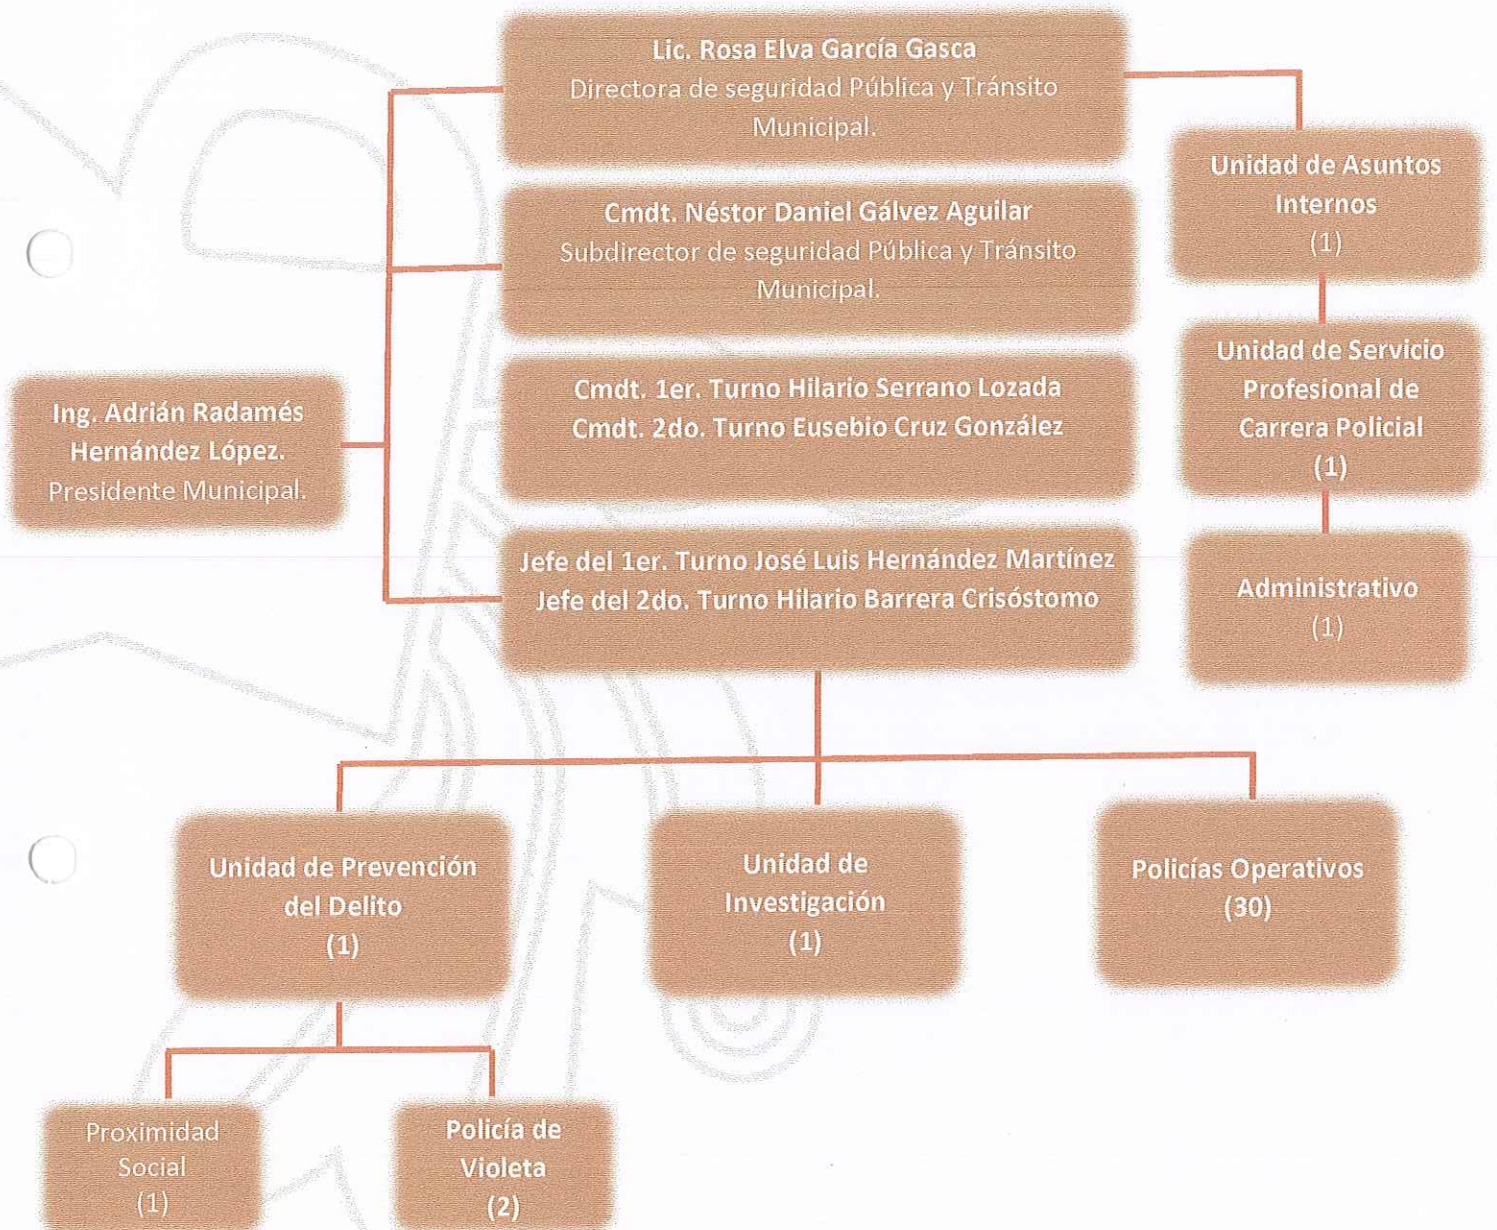 Lic. Rosa Elva García Gasca
Directora de seguridad Pública y Tránsito
Municipal.
Unidad de Asuntos
Internos
(1)
Cmdt. Néstor Daniel Gálvez Aguilar
Subdirector de seguridad Pública y Tránsito
Municipal.
Unidad de Servicio
Profesional de
Carrera Policial
(1)
Cmdt. 1er. Turno Hilario Serrano Lozada
Cmdt. 2do. Turno Eusebio Cruz González
Ing. Adrián Radamés
Hernández López.
Presidente Municipal.
Jefe del 1er. Turno José Luis Hernández Martínez
Jefe del 2do. Turno Hilario Barrera Crisóstomo
Administrativo
(1)
Unidad de Prevención
del Delito
(1)
Unidad de
Investigación
(1)
Policías Operativos
(30)
Proximidad
Social
(1)
Policía de
Violeta
(2)